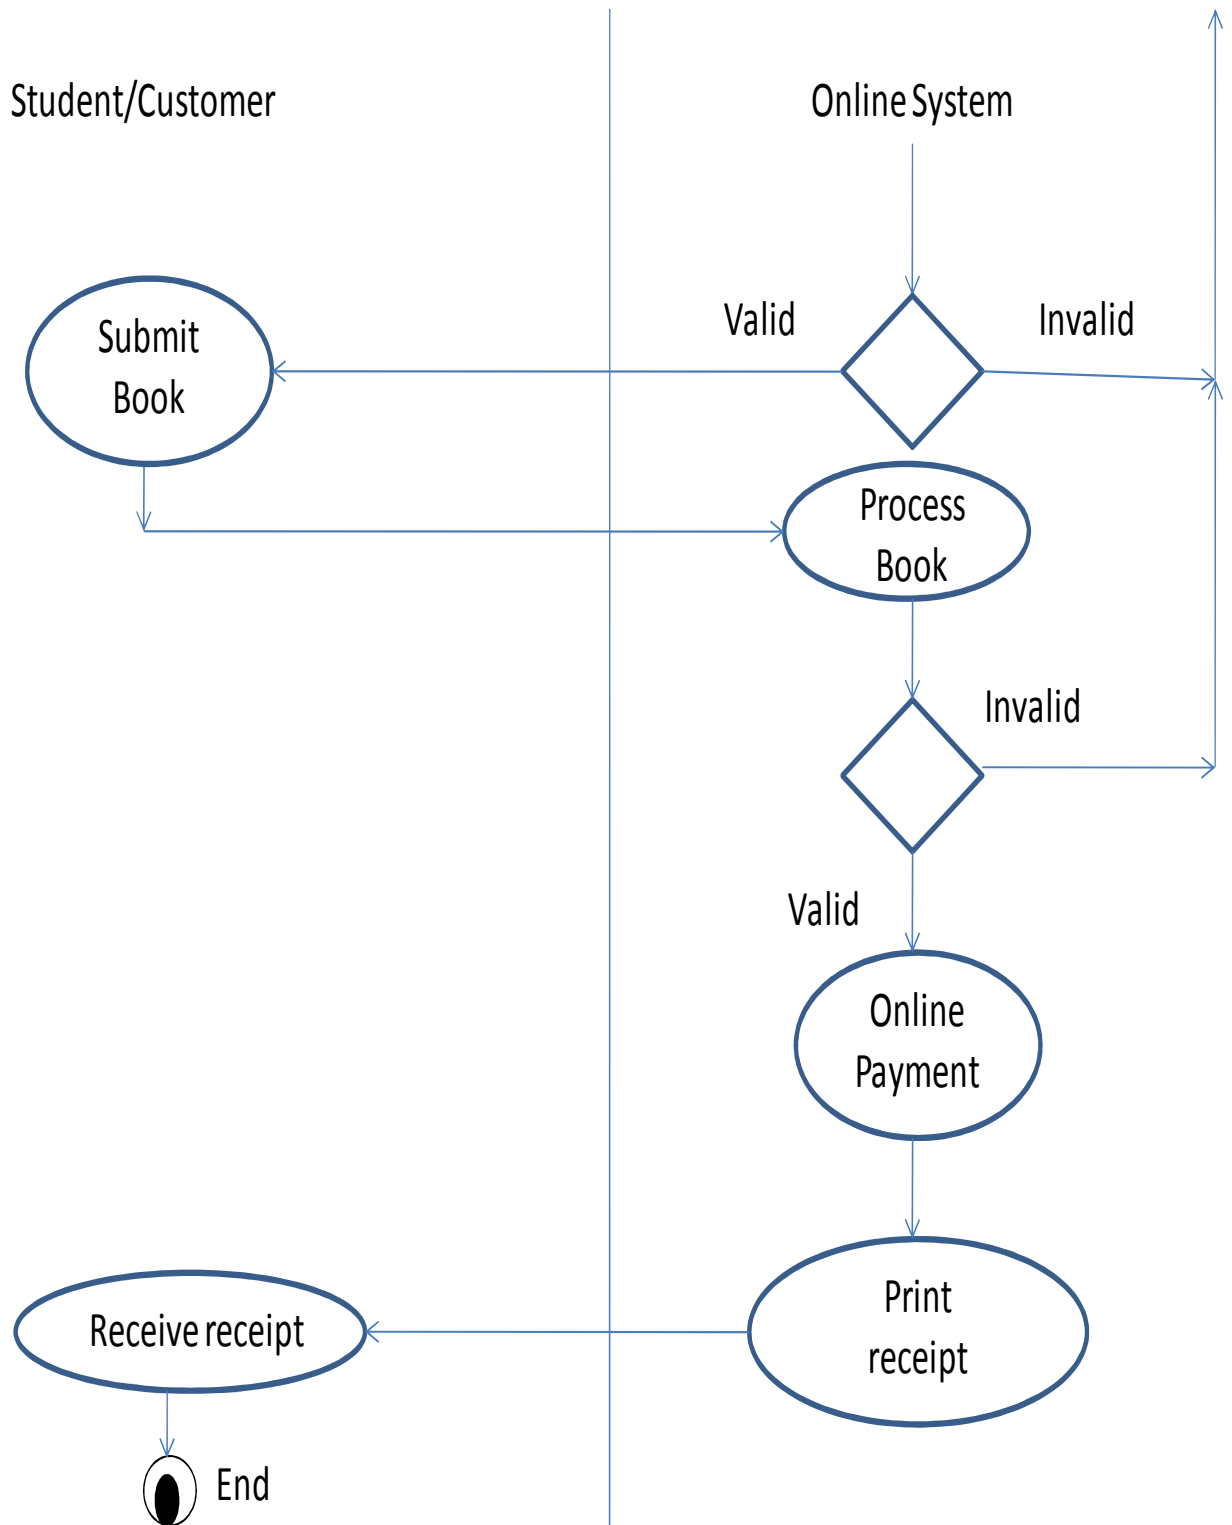 Student/Customer
Online System
Valid
Invalid
Submit
Book
Process
Book
Invalid
Valid
Online
Payment
Print
receipt
Receive receipt
End